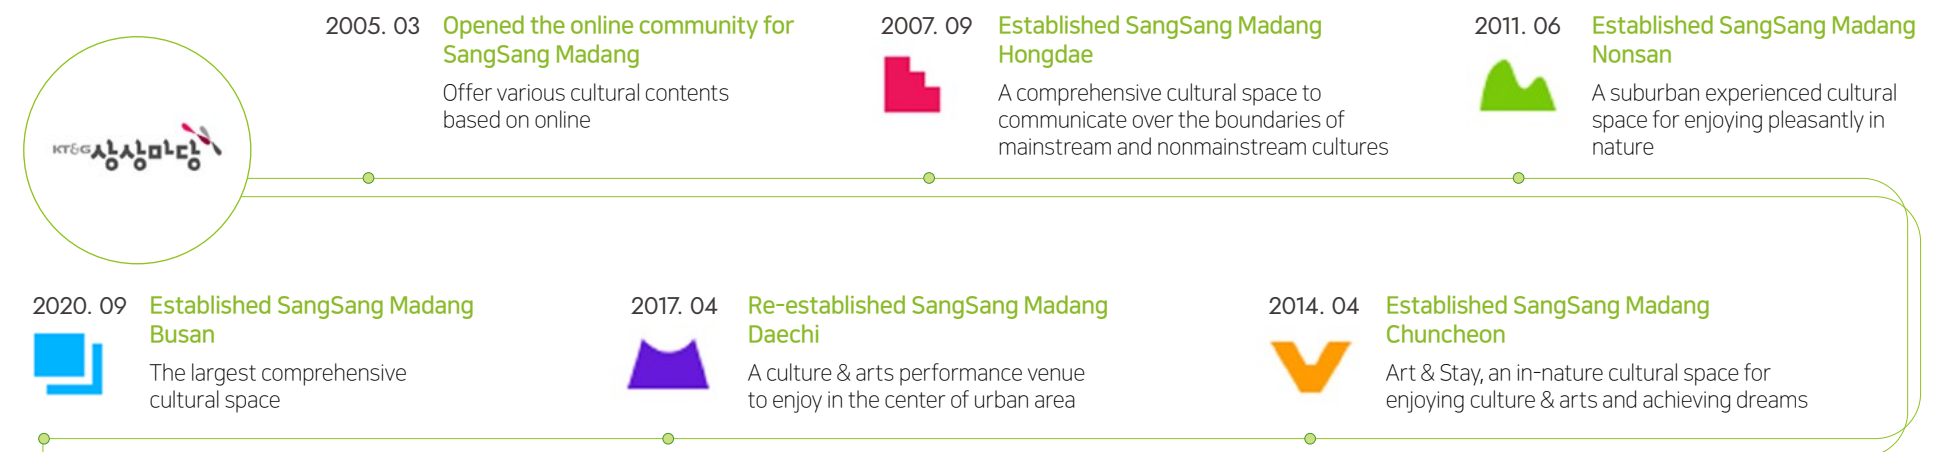 KT&G 상상마당
2005. 03
Opened the online community for
SangSang Madang
Offer various cultural contents
based on online
2007. 09
Established SangSang Madang
Hongdae
A comprehensive cultural space to
communicate over the boundaries of
mainstream and nonmainstream cultures
2011. 06
Established SangSang Madang
Nonsan
A suburban experienced cultural
space for enjoying pleasantly in
nature
2014. 04
Established SangSang Madang
Chuncheon
Art & Stay, an in-nature cultural space for
enjoying culture & arts and achieving dreams
2017. 04
Re-established SangSang Madang
Daechi
A culture & arts performance venue
to enjoy in the center of urban area
2020. 09
Established SangSang Madang
Busan
The largest comprehensive
cultural space